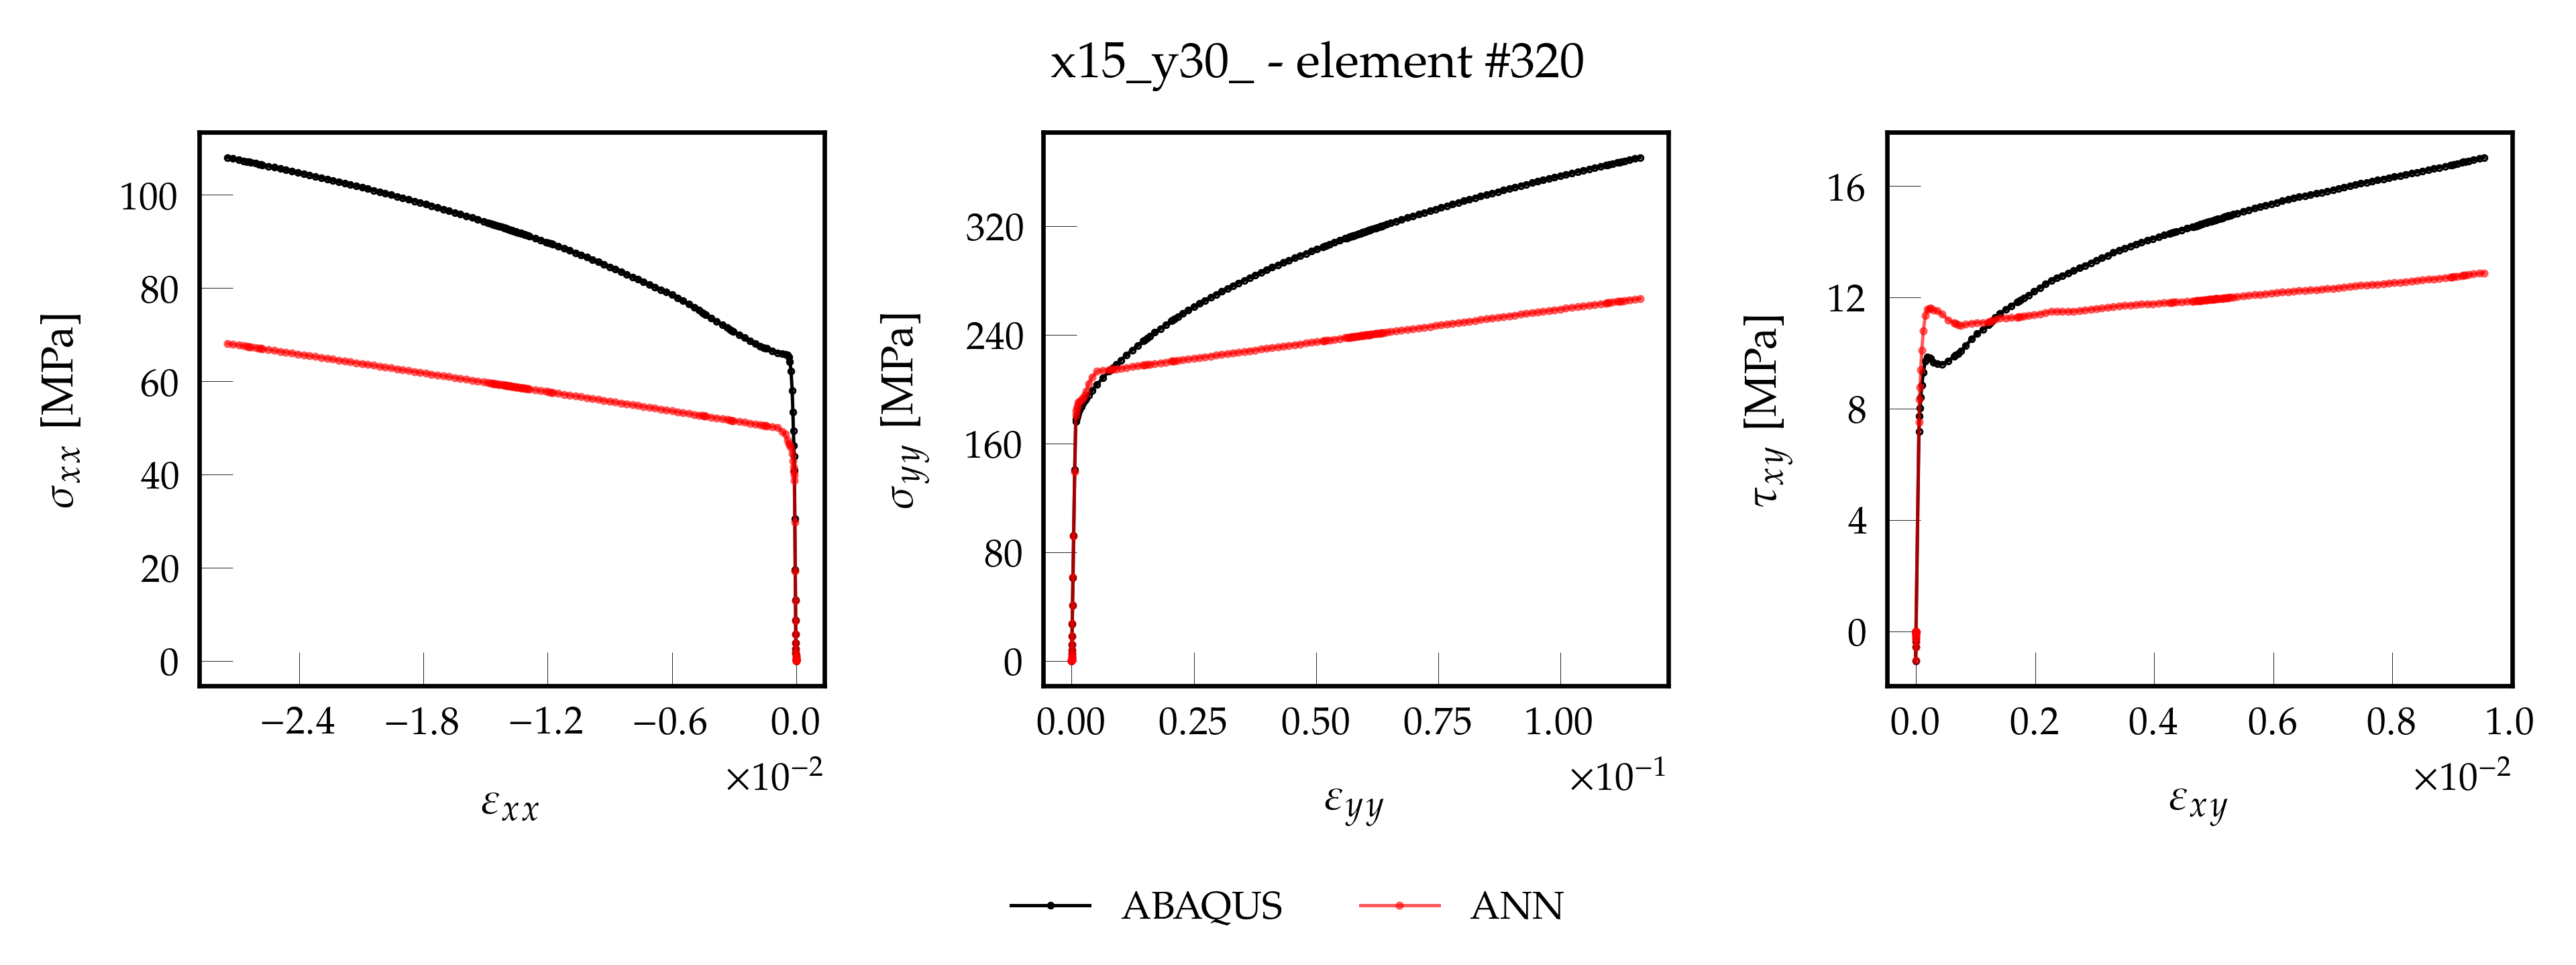 x15_y30_ - element #320
σxx [MPa]
100
80
60
40
20
0
−2.4 −1.8 −1.2 −0.6 0.0
×10−2
εxx
σyy [MPa]
320
240
160
80
0
0.00 0.25 0.50 0.75 1.00
×10−1
εyy
τxy [MPa]
16
12
8
4
0
0.0 0.2 0.4 0.6 0.8 1.0
×10−2
εxy
ABAQUS ANN